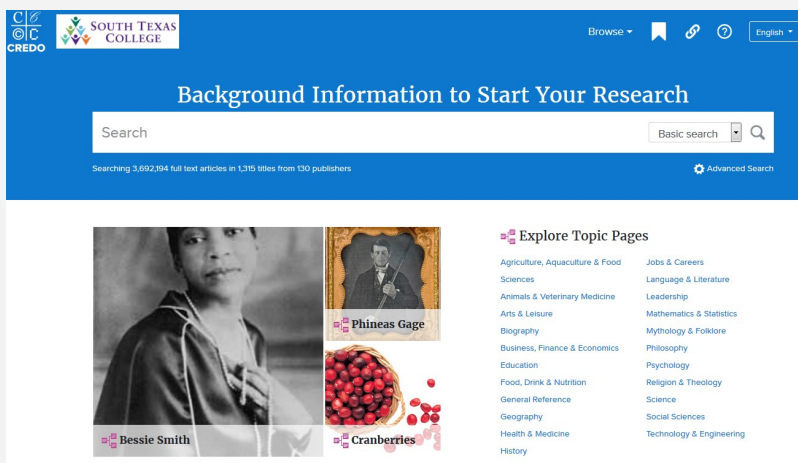 C C
© C
CREDO
SOUTH TEXAS
COLLEGE
Browse
English
Background Information to Start Your Research
Search
Basic search
Searching 3,692,194 full text articles in 1,315 titles from 130 publishers
Advanced Search
Bessie Smith
Phineas Gage
Cranberries
Explore Topic Pages
Agriculture, Aquaculture & Food
Sciences
Animals & Veterinary Medicine
Arts & Leisure
Biography
Business, Finance & Economics
Education
Food, Drink & Nutrition
General Reference
Geography
Health & Medicine
History
Jobs & Careers
Language & Literature
Leadership
Mathematics & Statistics
Mythology & Folklore
Philosophy
Psychology
Religion & Theology
Science
Social Sciences
Technology & Engineering